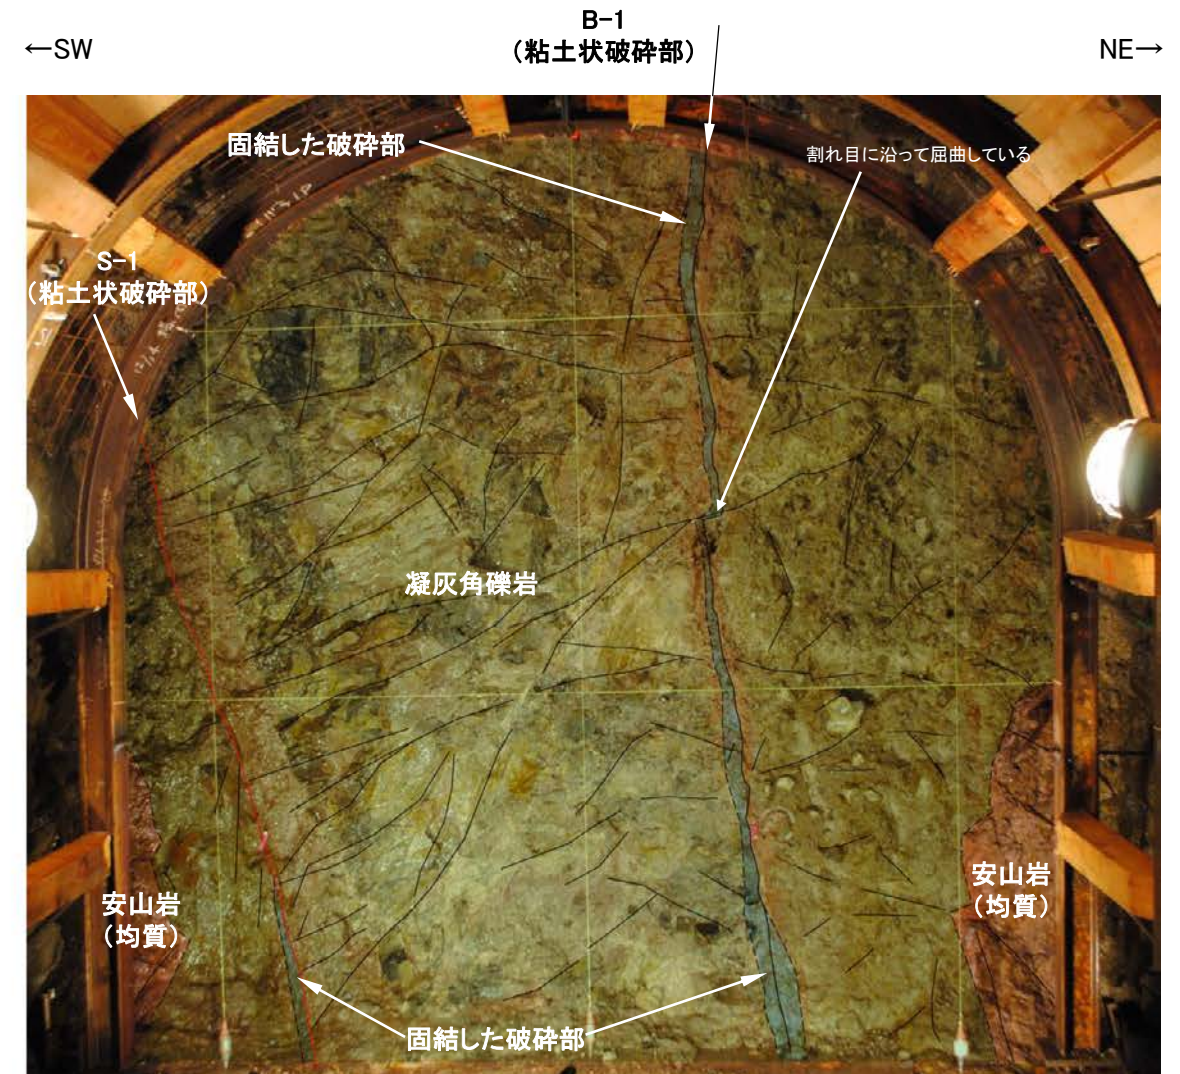 B-1
(粘土状破砕部)
←SW
NE→
固結した破砕部
割れ目に沿って屈曲している
S-1
(粘土状破砕部)
凝灰角礫岩
安山岩
(均質)
安山岩
(均質)
固結した破砕部